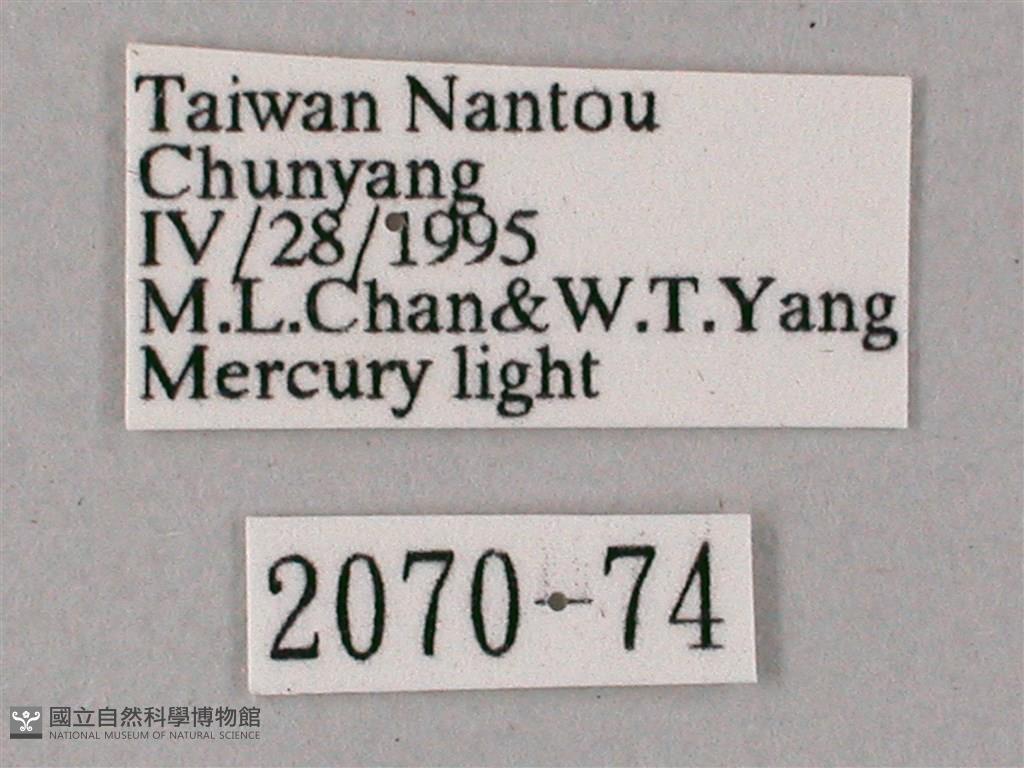 Taiwan Nantou
Chunyang
IV/28/1995
M.L.Chan&W.T.Yang
Mercury light
2070-74
國立自然科學博物館
NATIONAL MUSEUM OF NATURAL SCIENCE